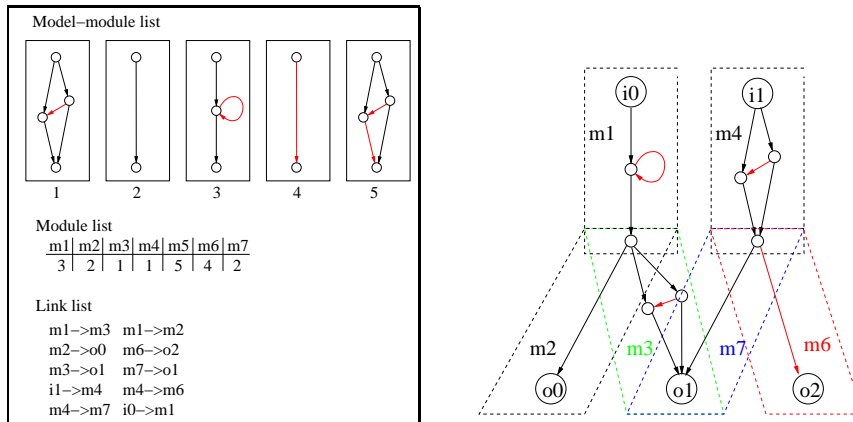 Model-module list
1 2 3 4 5
Module list
m1 m2 m3 m4 m5 m6 m7
3 2 1 1 5 4 2
Link list
m1->m3 m1->m2
m2->o0 m6->o2
m3->o1 m7->o1
i1->m4 m4->m6
m4->m7 i0->m1
i0 i1
m1 m4
m2 m3 m7 m6
o0 o1 o2